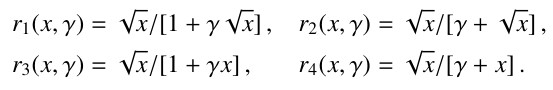 r₁(x, γ) = √x/[1 + γ √x] , r₂(x, γ) = √x/[γ + √x] ,
r₃(x, γ) = √x/[1 + γx] , r₄(x, γ) = √x/[γ + x] .